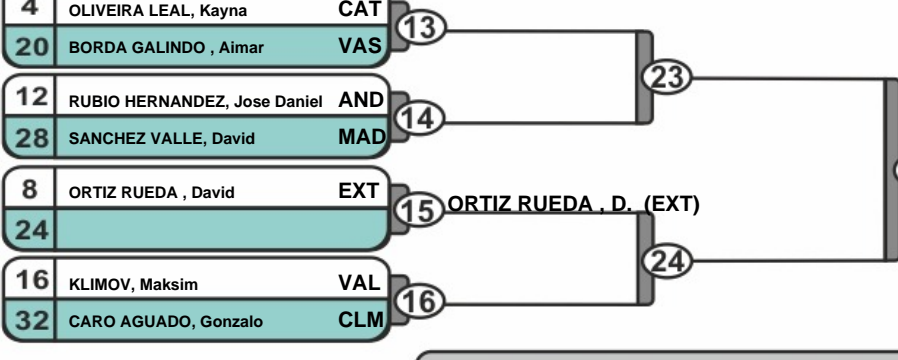 4 OLIVEIRA LEAL, Kayna CAT
13
20 BORDA GALINDO , Aimar VAS
23
12 RUBIO HERNANDEZ, Jose Daniel AND
14
28 SANCHEZ VALLE, David MAD
8 ORTIZ RUEDA , David EXT
15 ORTIZ RUEDA , D. (EXT)
24
24
16 KLIMOV, Maksim VAL
16
32 CARO AGUADO, Gonzalo CLM